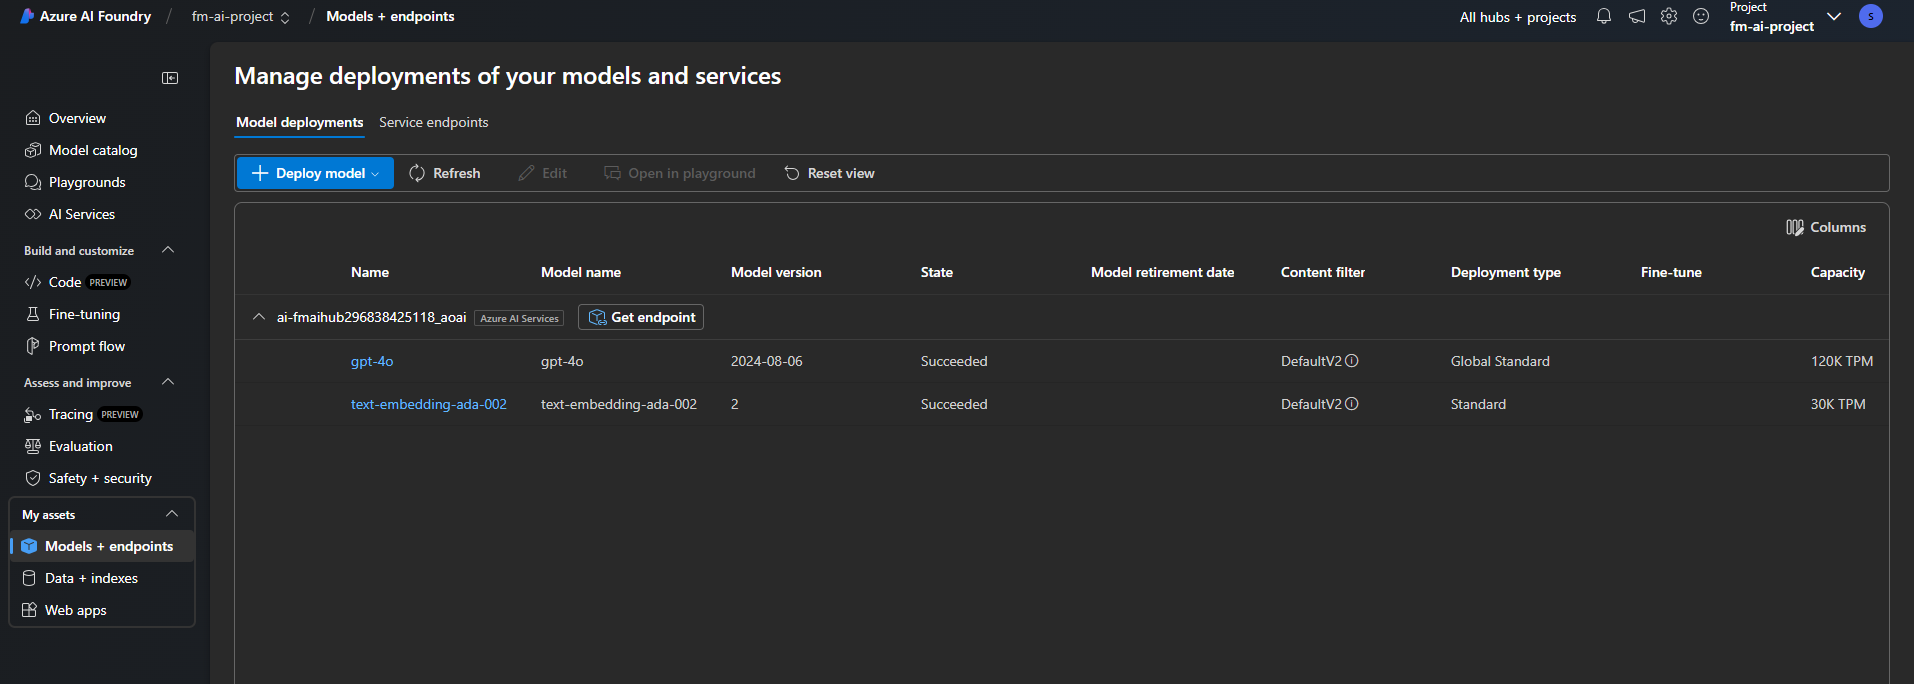 Azure AI Foundry / fm-ai-project / Models + endpoints
All hubs + projects
Project
fm-ai-project
S
Overview
Model catalog
Playgrounds
AI Services
Build and customize
Code PREVIEW
Fine-tuning
Prompt flow
Assess and improve
Tracing PREVIEW
Evaluation
Safety + security
My assets
Models + endpoints
Data + indexes
Web apps
Manage deployments of your models and services
Model deployments Service endpoints
Deploy model Refresh Edit Open in playground Reset view
Columns
Name Model name Model version State Model retirement date Content filter Deployment type Fine-tune Capacity
ai-fmaihub296838425118_aoai Azure AI Services Get endpoint
gpt-4o gpt-4o 2024-08-06 Succeeded DefaultV2 Global Standard 120K TPM
text-embedding-ada-002 text-embedding-ada-002 2 Succeeded DefaultV2 Standard 30K TPM